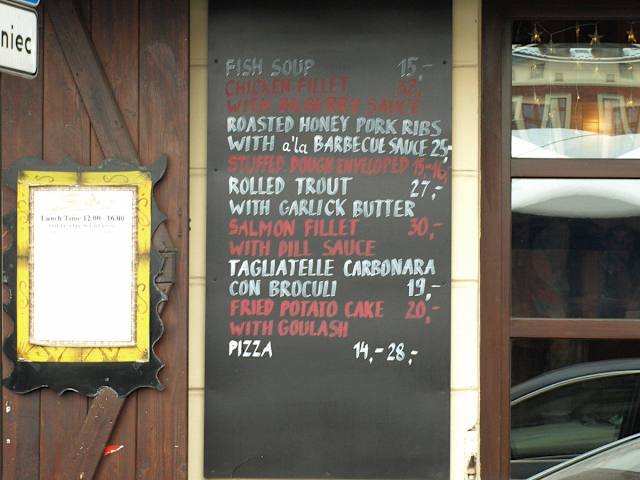 niec
Lunch Time 12.00 - 16.00
FISH SOUP 15,-
CHICKEN FILLET 32,-
WITH BILBERRY SAUCE
ROASTED HONEY PORK RIBS
WITH a'la BARBECUE SAUCE 25,-
STUFFED DOUGH ENVELOPED 15,-16,-
ROLLED TROUT 27,-
WITH GARLICK BUTTER
SALMON FILLET 30,-
WITH DILL SAUCE
TAGLIATELLE CARBONARA
CON BROCULI 19,-
FRIED POTATO CAKE 20,-
WITH GOULASH
PIZZA 14,- 28,-